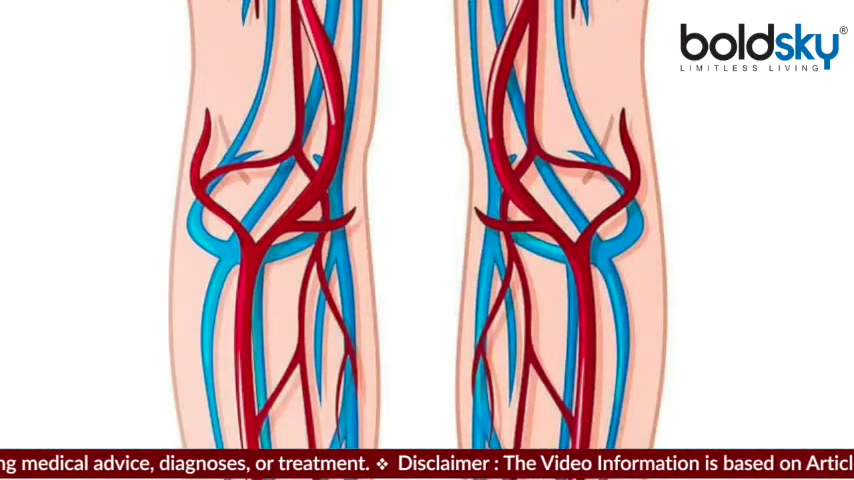 boldsky®
LIMITLESS LIVING
ng medical advice, diagnoses, or treatment. ❖ Disclaimer : The Video Information is based on Articl